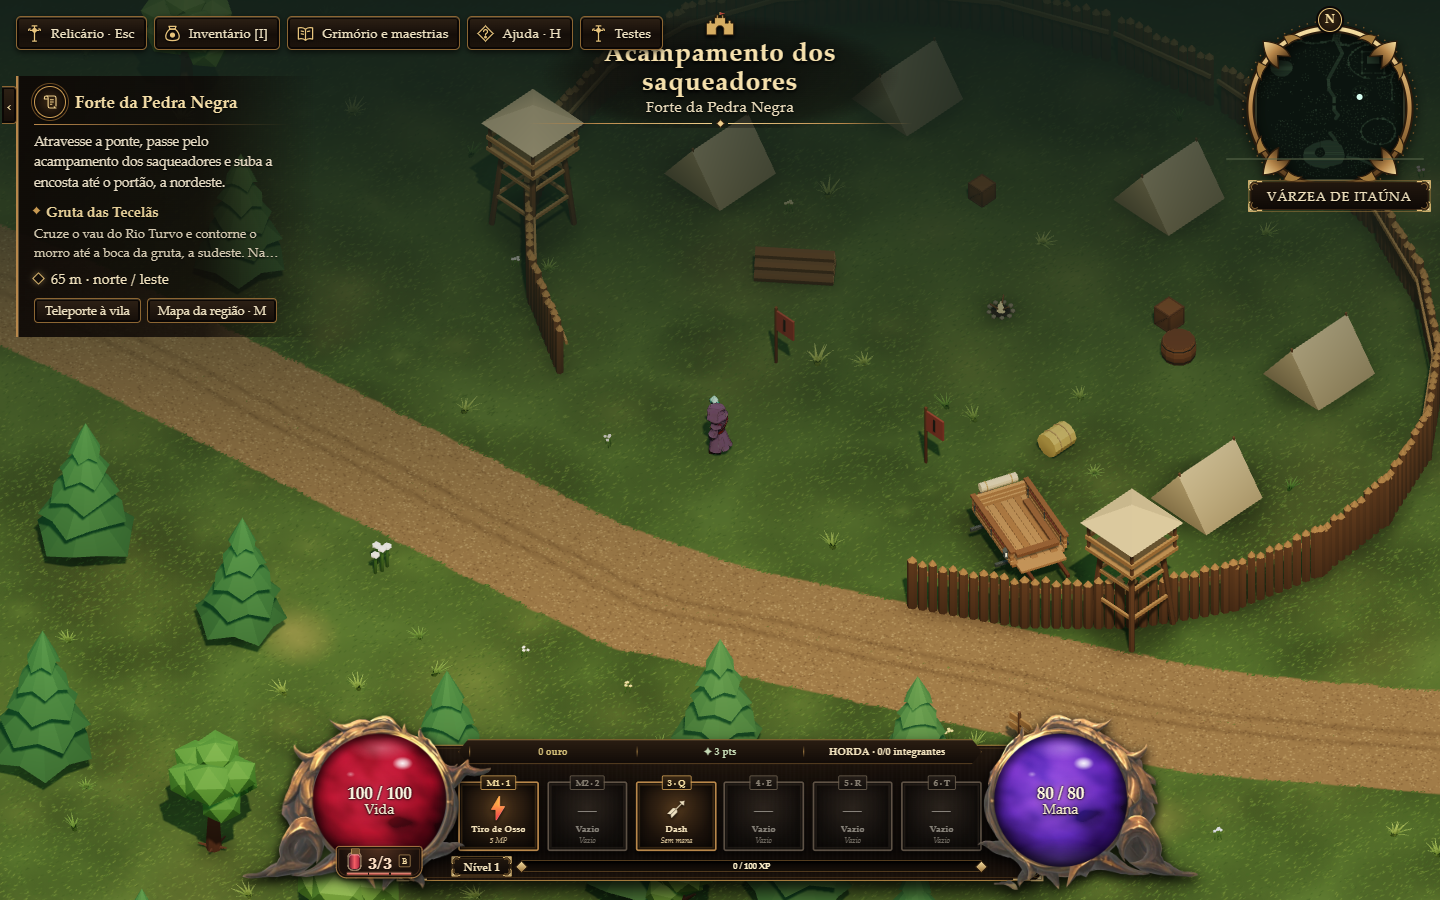 Relicário · Esc
Inventário [I]
Grimório e maestrias
Ajuda · H
Testes
Acampamento dos
saqueadores
Forte da Pedra Negra
N
VÁRZEA DE ITAÚNA
‹
Forte da Pedra Negra
Atravesse a ponte, passe pelo
acampamento dos saqueadores e suba a
encosta até o portão, a nordeste.
Gruta das Tecelãs
Cruze o vau do Rio Turvo e contorne o
morro até a boca da gruta, a sudeste. Na…
65 m · norte / leste
Teleporte à vila
Mapa da região · M
0 ouro
3 pts
HORDA · 0/0 integrantes
100 / 100
Vida
3/3 B
M1 · 1
Tiro de Osso
5 MP
M2 · 2
—
Vazio
Vazio
3 · Q
Dash
Sem mana
4 · E
—
Vazio
Vazio
5 · R
—
Vazio
Vazio
6 · T
—
Vazio
Vazio
80 / 80
Mana
Nível 1
0 / 100 XP